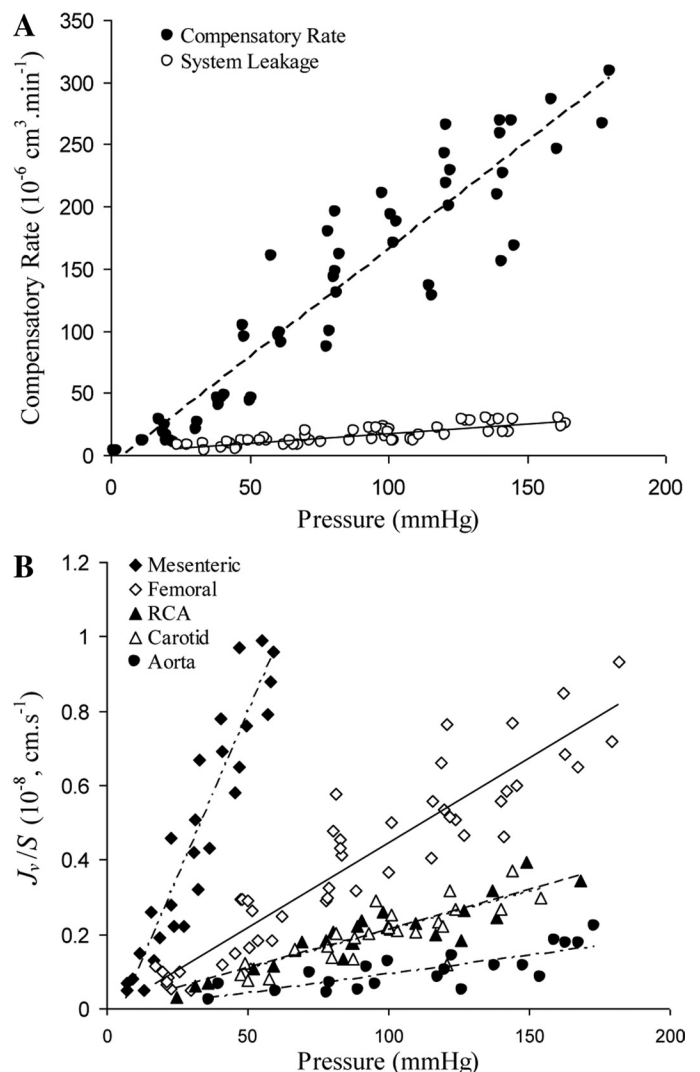 A
Compensatory Rate
System Leakage
Compensatory Rate (10⁻⁶ cm³.min⁻¹)
350
300
250
200
150
100
50
0
0 50 100 150 200
Pressure (mmHg)
B
Mesenteric
Femoral
RCA
Carotid
Aorta
Jᵥ/S (10⁻⁸, cm.s⁻¹)
1.2
1
0.8
0.6
0.4
0.2
0
0 50 100 150 200
Pressure (mmHg)